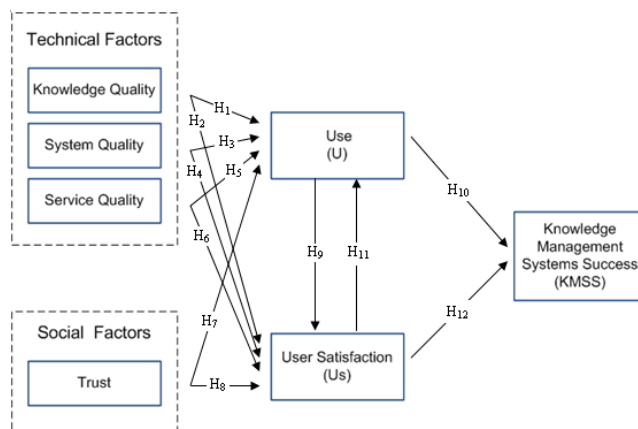 Technical Factors
Knowledge Quality
System Quality
Service Quality
Social Factors
Trust
H1
H2
H3
H4
H5
H6
H7
H8
Use
(U)
H9
H11
User Satisfaction
(Us)
H10
H12
Knowledge
Management
Systems Success
(KMSS)